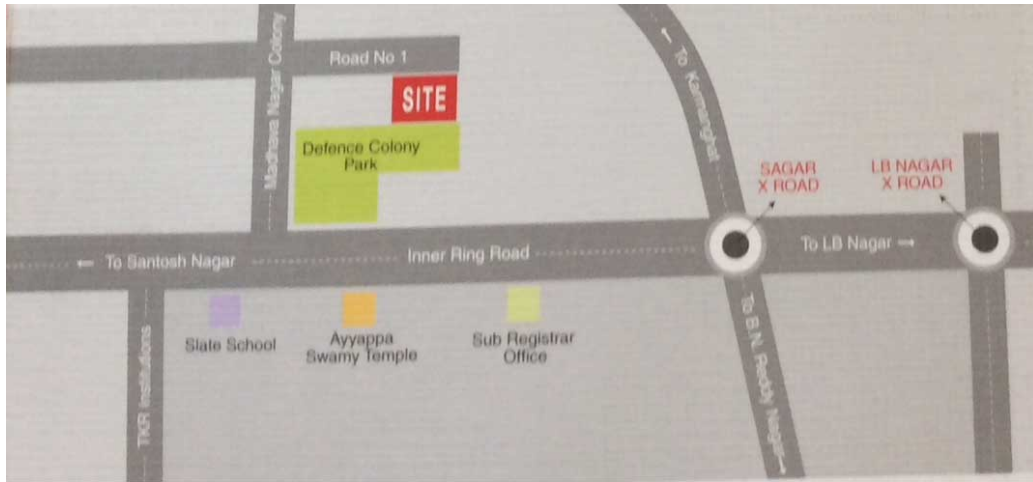 Road No 1
Madhava Nagar Colony
SITE
Defence Colony
Park
← To Karmanghat
SAGAR
X ROAD
LB NAGAR
X ROAD
← To Santosh Nagar
Inner Ring Road
To LB Nagar →
Slate School
Ayyappa
Swamy Temple
Sub Registrar
Office
TKR Institutions
To B.N. Reddy Nagar →